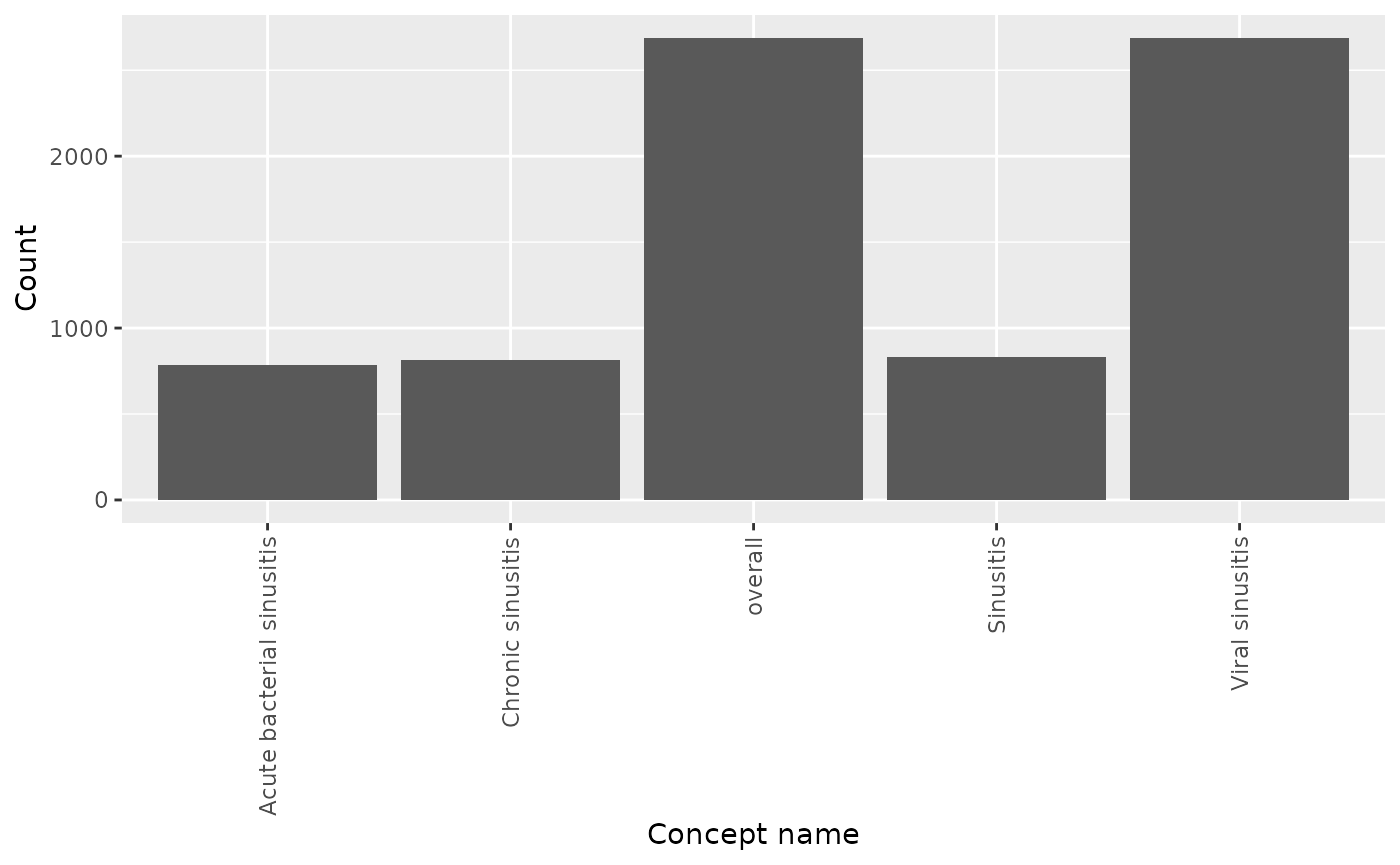 Count
2000
1000
0
Acute bacterial sinusitis
Chronic sinusitis
overall
Sinusitis
Viral sinusitis
Concept name